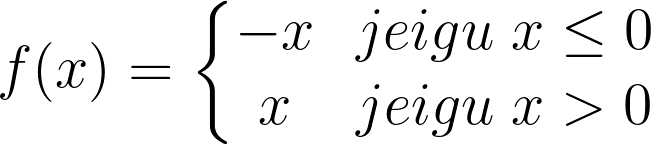 f(x) = { −x jeigu x ≤ 0
x jeigu x > 0